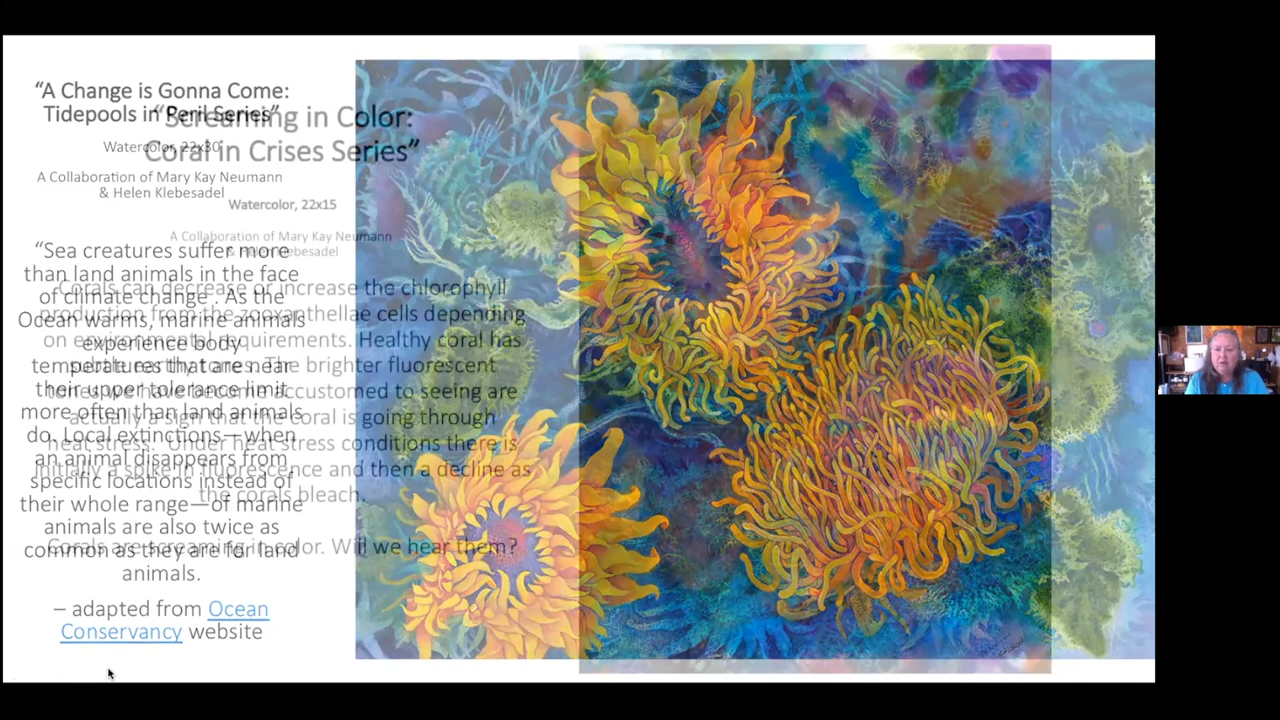 “A Change is Gonna Come:
Tidepools in Peril Series”
Watercolor, 22x30
A Collaboration of Mary Kay Neumann
& Helen Klebesadel
“Sea creatures suffer more
than land animals in the face
of climate change . As the
Ocean warms, marine animals
experience body
temperatures that are near
their upper tolerance limit
more often than land animals
do. Local extinctions—when
an animal disappears from
specific locations instead of
their whole range—of marine
animals are also twice as
common as they are for land
animals.
– adapted from Ocean
Conservancy website
“Screaming in Color:
Coral in Crises Series”
Watercolor, 22x15
A Collaboration of Mary Kay Neumann
& Helen Klebesadel
Corals can decrease or increase the chlorophyll
production from the zooxanthellae cells depending
on environmental requirements. Healthy coral has
subtle earthy tones. The brighter fluorescent
tones we have become accustomed to seeing are
actually a sign that the coral is going through
heat stress. Under heat stress conditions there is
initially a spike in fluorescence and then a decline as
the corals bleach.
Corals are screaming in color. Will we hear them?